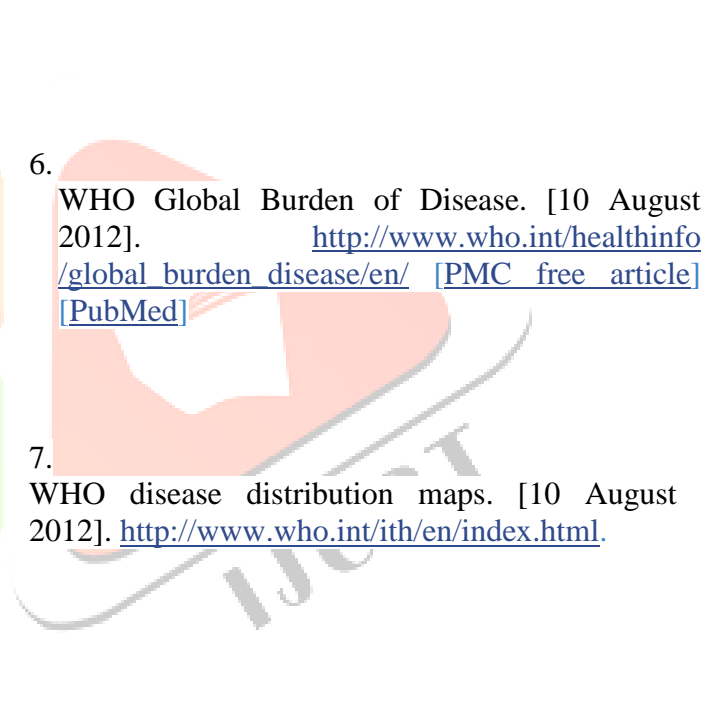 6.
WHO Global Burden of Disease. [10 August
2012]. http://www.who.int/healthinfo
/global_burden_disease/en/ [PMC free article]
[PubMed]
7.
WHO disease distribution maps. [10 August
2012]. http://www.who.int/ith/en/index.html.